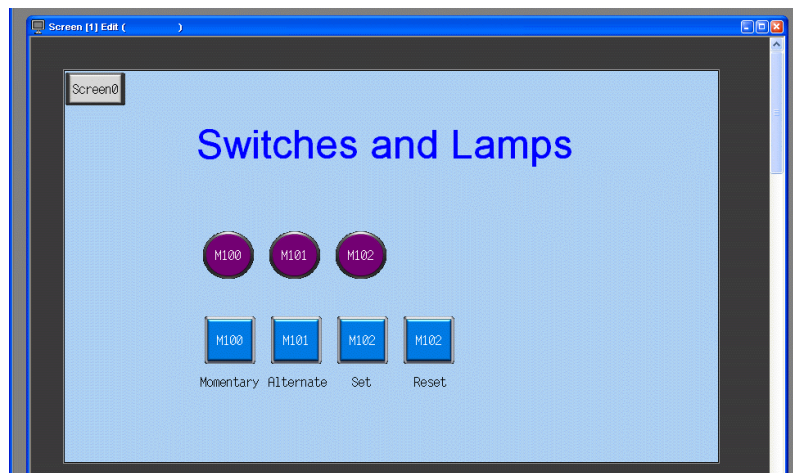 Screen [1] Edit ( )
Screen0
Switches and Lamps
M100 M101 M102
M100 M101 M102 M102
Momentary Alternate Set Reset